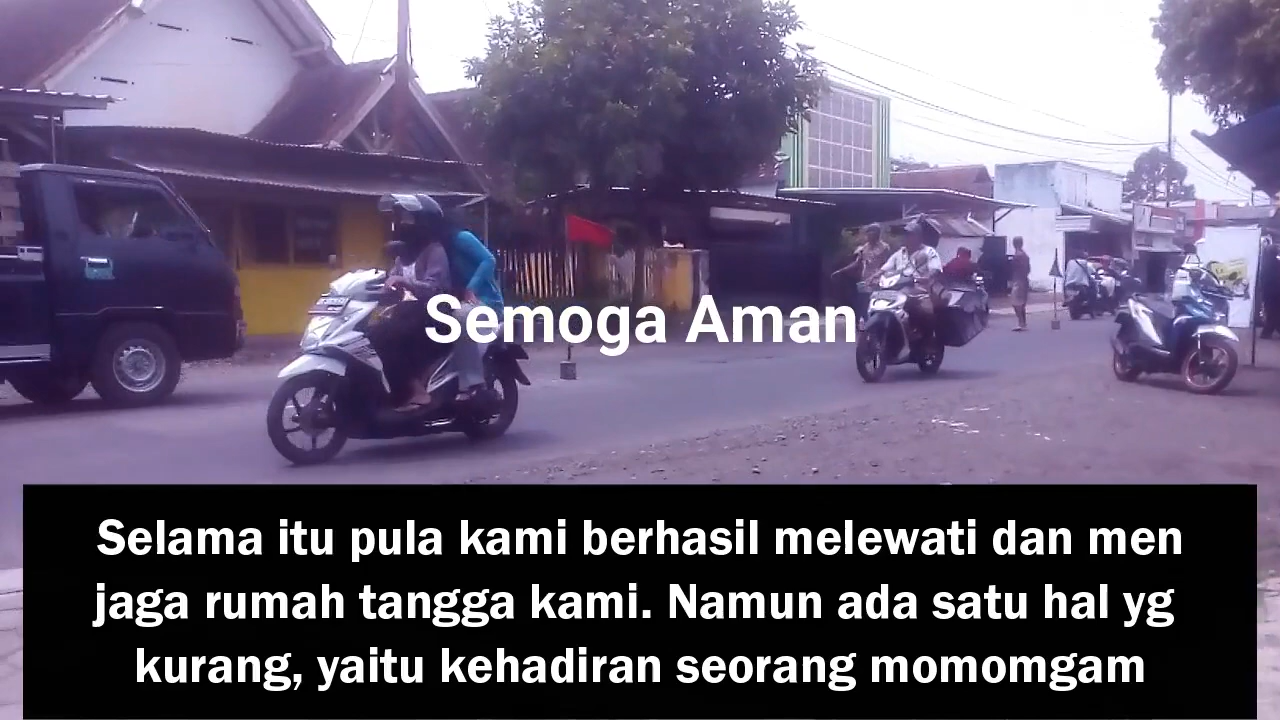 Semoga Aman
Selama itu pula kami berhasil melewati dan men
jaga rumah tangga kami. Namun ada satu hal yg
kurang, yaitu kehadiran seorang momomgam